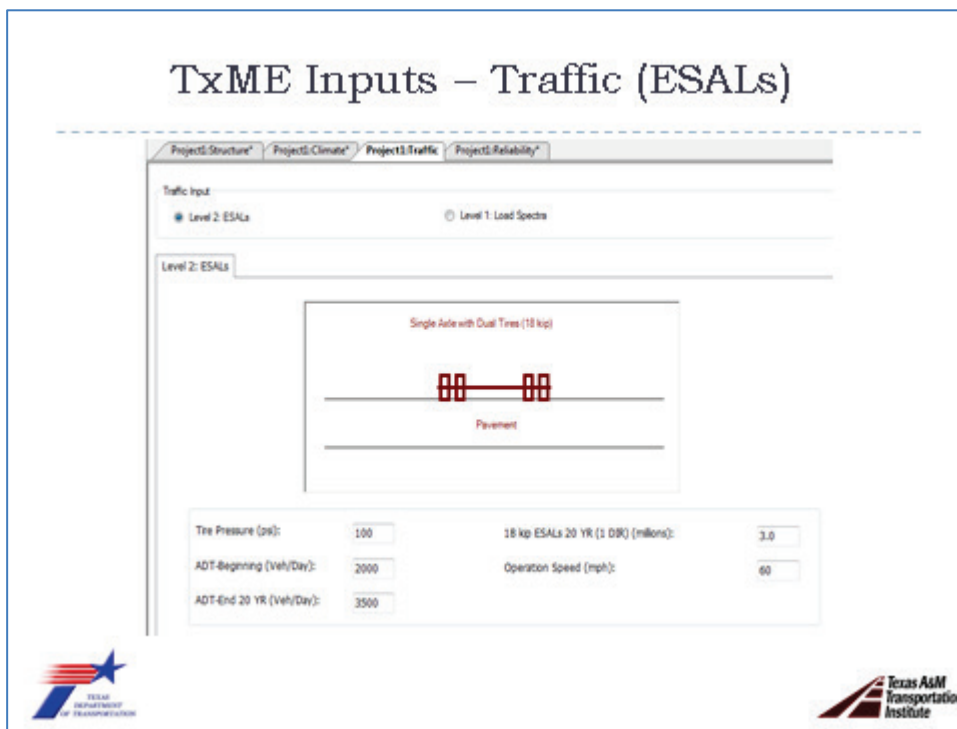 TxME Inputs – Traffic (ESALs)
Project1:Structure* Project1:Climate* Project1:Traffic Project1:Reliability*
Traffic Input
Level 2: ESALs Level 1: Load Spectra
Level 2: ESALs
Single Axle with Dual Tires (18 kip)
Pavement
Tire Pressure (psi): 100 18 kip ESALs 20 YR (1 DIR) (millions): 3.0
ADT-Beginning (Veh/Day): 2000 Operation Speed (mph): 60
ADT-End 20 YR (Veh/Day): 3500
TEXAS
DEPARTMENT
OF TRANSPORTATION
Texas A&M
Transportation
Institute